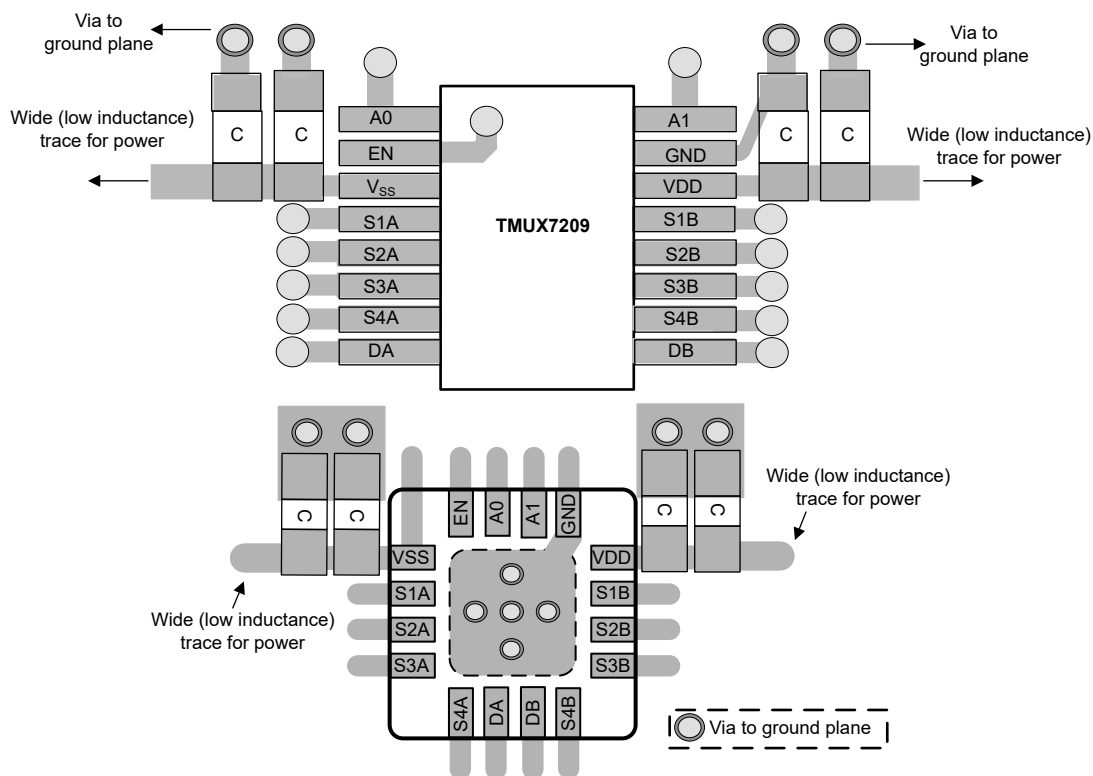 Via to
ground plane
Via to
ground plane
Wide (low inductance)
trace for power
Wide (low inductance)
trace for power
C
C
C
C
A0
EN
VSS
S1A
S2A
S3A
S4A
DA
TMUX7209
A1
GND
VDD
S1B
S2B
S3B
S4B
DB
C
C
C
C
Wide (low inductance)
trace for power
EN
A0
A1
GND
VSS
S1A
S2A
S3A
VDD
S1B
S2B
S3B
Wide (low inductance)
trace for power
S4A
DA
DB
S4B
Via to ground plane